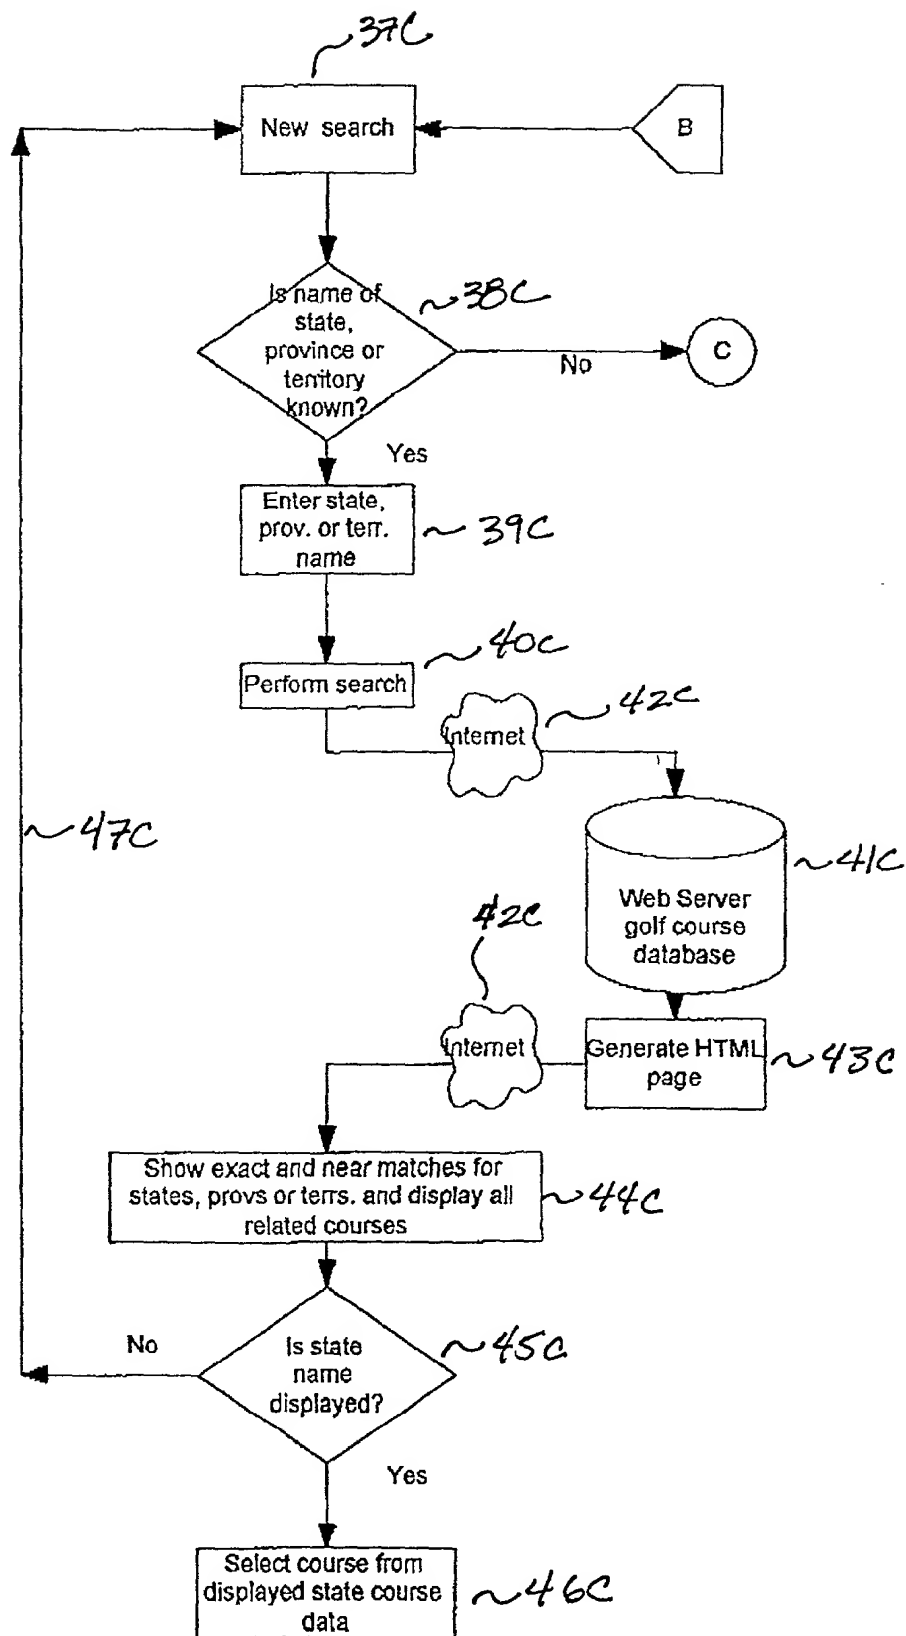 37C
New search
B
Is name of
state,
province or
territory
known?
38C
No
C
Yes
Enter state,
prov. or terr.
name
39C
40C
Perform search
Internet
42C
47C
41C
Web Server
golf course
database
42C
Internet
Generate HTML
page
43C
Show exact and near matches for
states, provs or terrs. and display all
related courses
44C
No
Is state
name
displayed?
45C
Yes
Select course from
displayed state course
data
46C